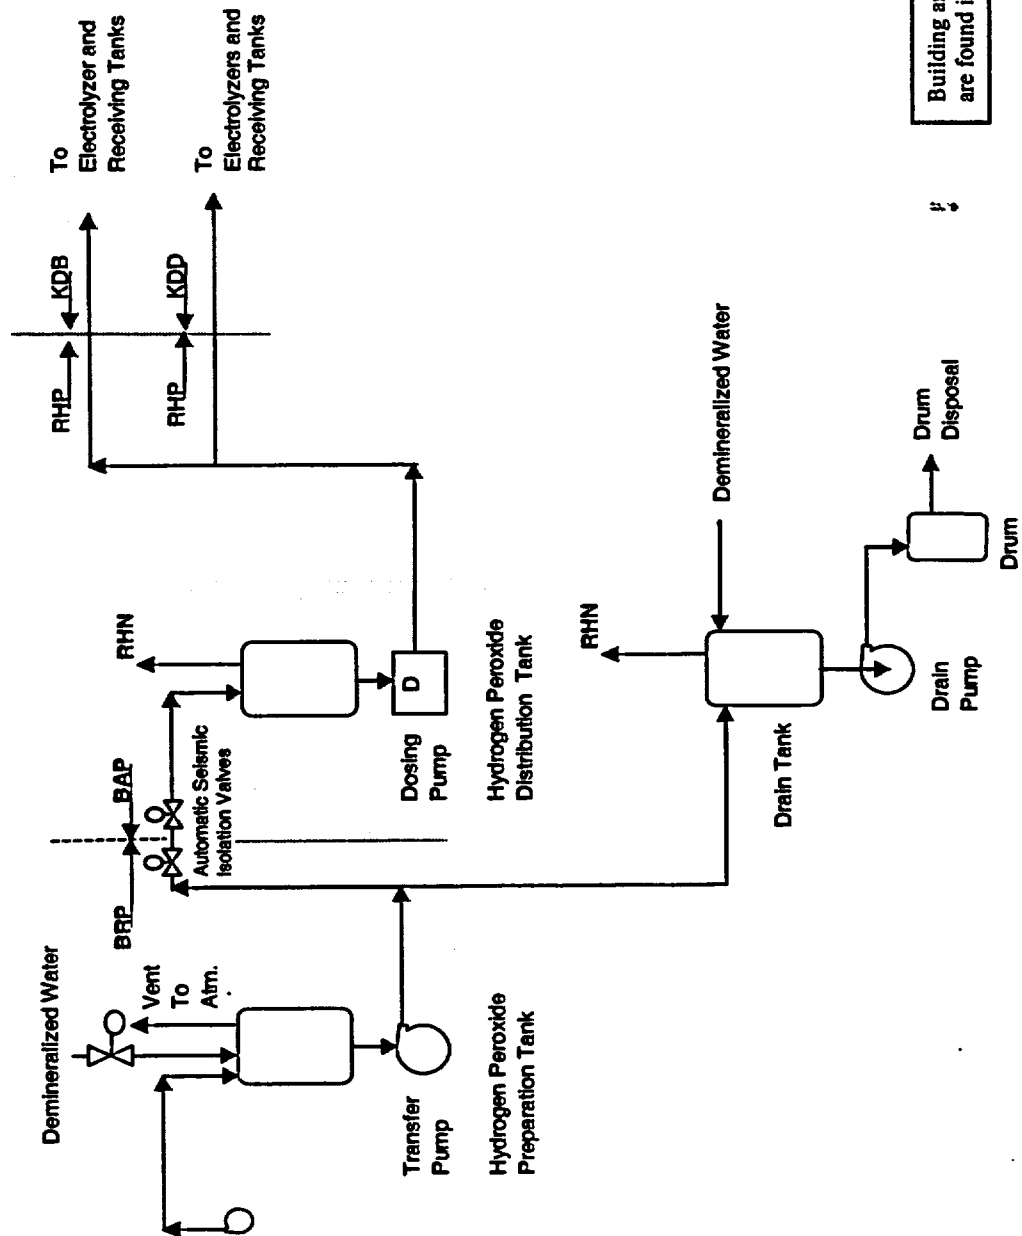 Demineralized Water
Vent
To
Atm.
Transfer
Pump
Hydrogen Peroxide
Preparation Tank
BRP
BAP
Automatic Seismic
Isolation Valves
RHN
D
Dosing
Pump
Hydrogen Peroxide
Distribution Tank
RHP
KDB
RHP
KDD
To
Electrolyzer and
Receiving Tanks
To
Electrolyzers and
Receiving Tanks
RHN
Demineralized Water
Drain Tank
Drain
Pump
Drum
Drum
Disposal
Building
are found